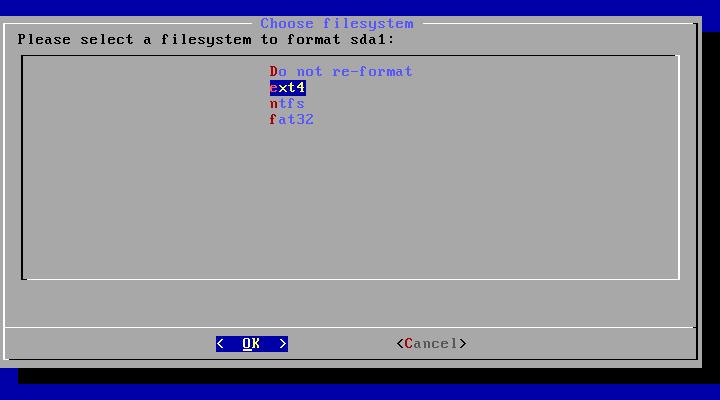 Choose filesystem
Please select a filesystem to format sda1:
Do not re-format
ext4
ntfs
fat32
< OK > <Cancel>